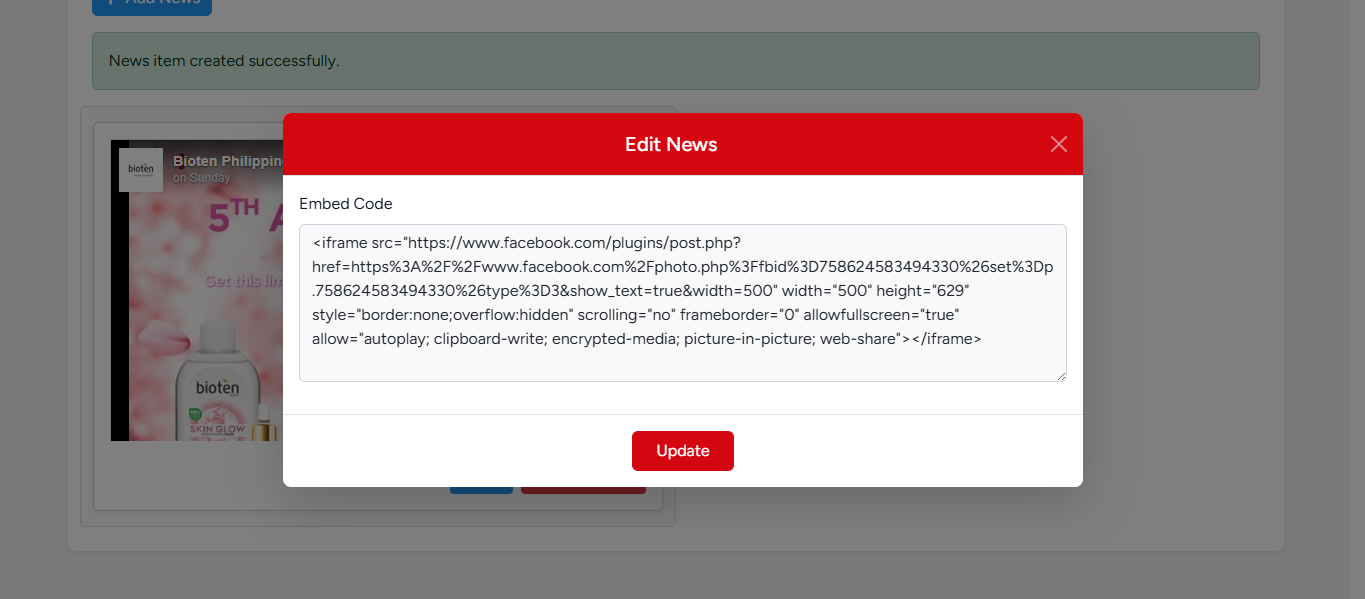 + Add News
News item created successfully.
Edit News
Bioten Philippin
on Sunday
bioten
5TH A
Get this lim
Embed Code
<iframe src="https://www.facebook.com/plugins/post.php?
href=https%3A%2F%2Fwww.facebook.com%2Fphoto.php%3Ffbid%3D758624583494330%26set%3Dp
.758624583494330%26type%3D3&show_text=true&width=500" width="500" height="629"
style="border:none;overflow:hidden" scrolling="no" frameborder="0" allowfullscreen="true"
allow="autoplay; clipboard-write; encrypted-media; picture-in-picture; web-share"></iframe>
bioten
SKIN GLOW
Update